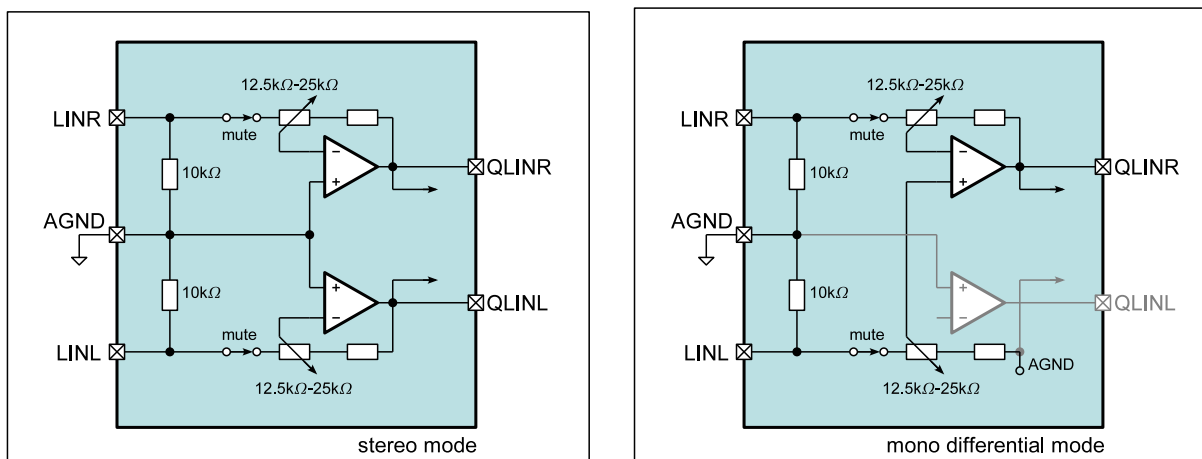 12.5kΩ-25kΩ
LINR
mute
10kΩ
QLINR
AGND
10kΩ
QLINL
mute
LINL
12.5kΩ-25kΩ
stereo mode
12.5kΩ-25kΩ
LINR
mute
10kΩ
QLINR
AGND
10kΩ
QLINL
mute
LINL
AGND
12.5kΩ-25kΩ
mono differential mode